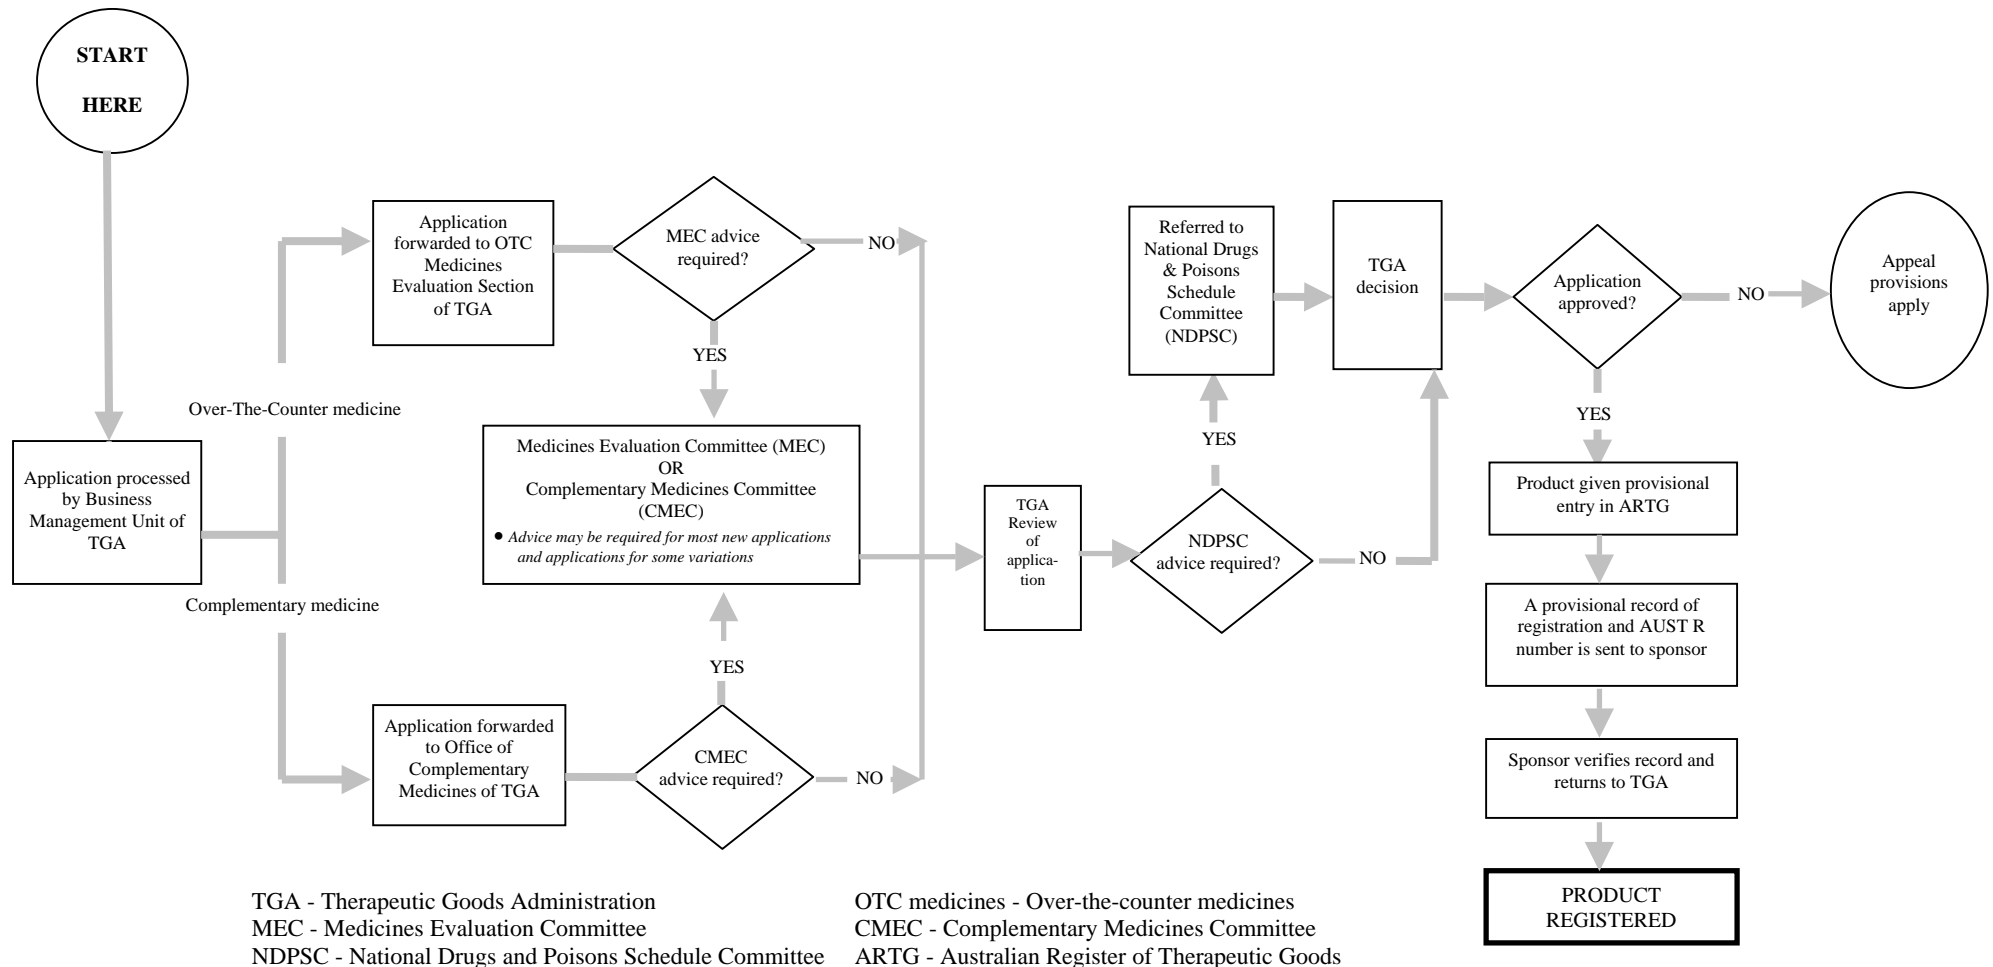 START
HERE
Application processed
by Business
Management Unit of
TGA
Over-The-Counter medicine
Complementary medicine
Application
forwarded to OTC
Medicines
Evaluation Section
of TGA
MEC advice
required?
NO
YES
Medicines Evaluation Committee (MEC)
OR
Complementary Medicines Committee
(CMEC)
• Advice may be required for most new applications
and applications for some variations
YES
Application forwarded
to Office of
Complementary
Medicines of TGA
CMEC
advice required?
NO
TGA
Review
of
applica-
tion
NDPSC
advice required?
NO
YES
Referred to
National Drugs
& Poisons
Schedule
Committee
(NDPSC)
TGA
decision
Application
approved?
NO
Appeal
provisions
apply
YES
Product given provisional
entry in ARTG
A provisional record of
registration and AUST R
number is sent to sponsor
Sponsor verifies record and
returns to TGA
PRODUCT
REGISTERED
TGA - Therapeutic Goods Administration
MEC - Medicines Evaluation Committee
NDPSC - National Drugs and Poisons Schedule Committee
OTC medicines - Over-the-counter medicines
CMEC - Complementary Medicines Committee
ARTG - Australian Register of Therapeutic Goods